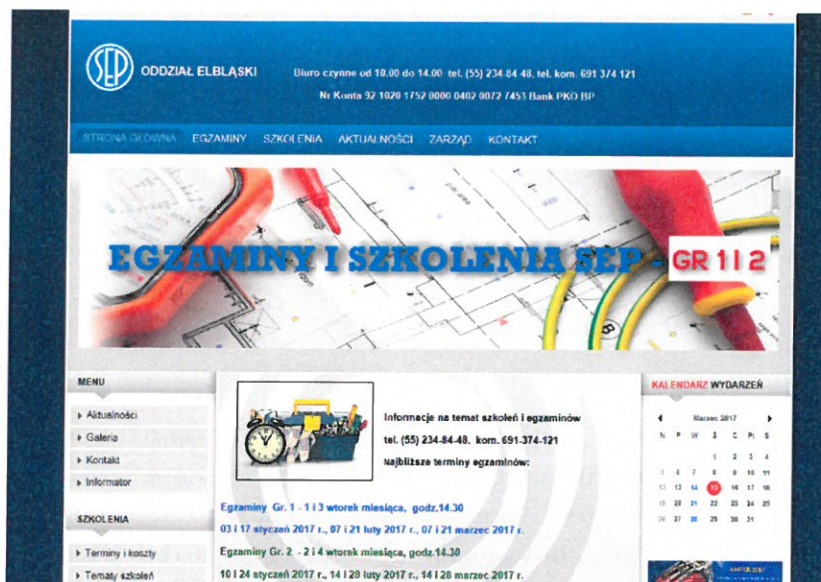 SEP ODDZIAŁ ELBLĄSKI
Biuro czynne od 10.00 do 14.00 tel. (55) 234-84-48, tel. kom. 691 374 121
Nr Konta 92 1020 1752 0000 0402 0072 7453 Bank PKO BP
STRONA GŁÓWNA EGZAMINY SZKOLENIA AKTUALNOŚCI ZARZĄD KONTAKT
EGZAMINY I SZKOLENIA SEP - GR 1 I 2
MENU
Aktualności
Galeria
Kontakt
Informator
SZKOLENIA
Terminy i koszty
Tematy szkoleń
Informacje na temat szkoleń i egzaminów
tel. (55) 234-84-48, kom. 691-374-121
Najbliższe terminy egzaminów:
Egzaminy Gr. 1 - 1 i 3 wtorek miesiąca, godz.14.30
03 i 17 styczeń 2017 r., 07 i 21 luty 2017 r., 07 i 21 marzec 2017 r.
Egzaminy Gr. 2 - 2 i 4 wtorek miesiąca, godz.14.30
10 i 24 styczeń 2017 r., 14 i 28 luty 2017 r., 14 i 28 marzec 2017 r.
KALENDARZ WYDARZEŃ
Marzec 2017
N P W Ś C Pt S
1 2 3 4
5 6 7 8 9 10 11
12 13 14 15 16 17 18
19 20 21 22 23 24 25
26 27 28 29 30 31